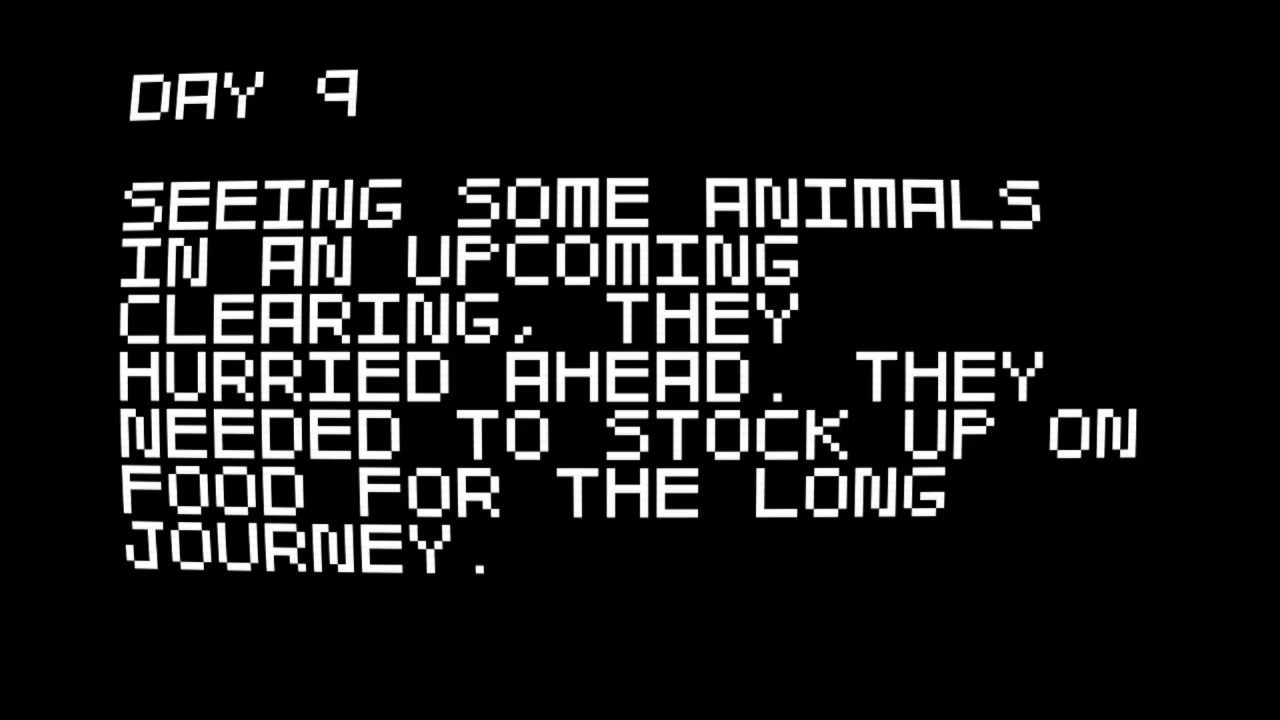 DAY 9
SEEING SOME ANIMALS
IN AN UPCOMING
CLEARING, THEY
HURRIED AHEAD. THEY
NEEDED TO STOCK UP ON
FOOD FOR THE LONG
JOURNEY.